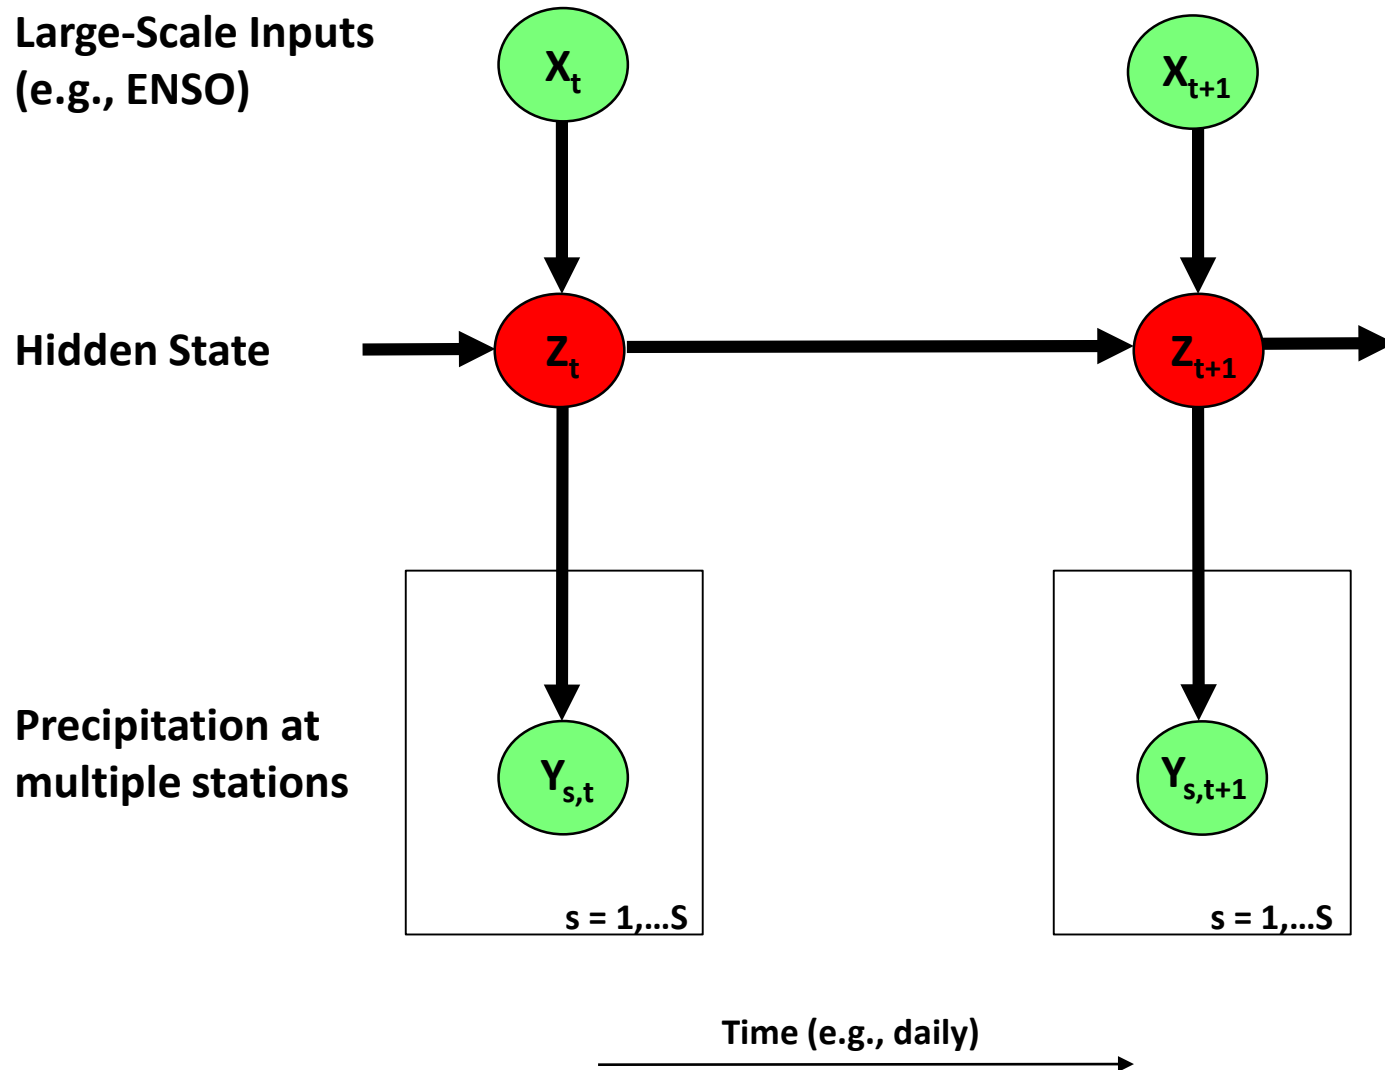 Large-Scale Inputs
(e.g., ENSO)
Xt
Xt+1
Hidden State
Zt
Zt+1
Precipitation at
multiple stations
Ys,t
Ys,t+1
s = 1,...S
s = 1,...S
Time (e.g., daily)